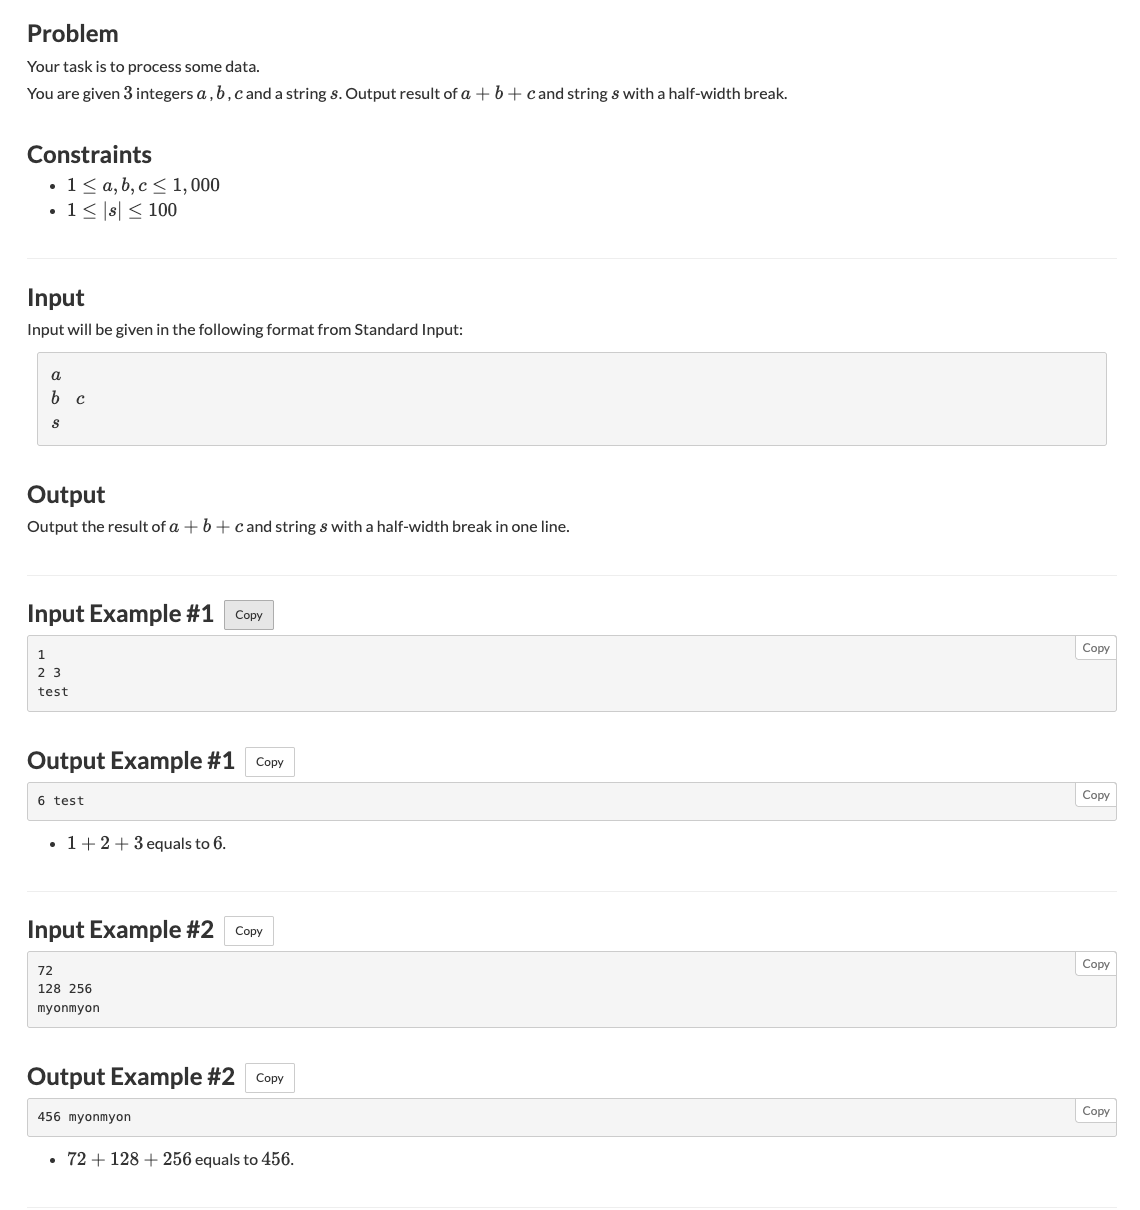 Problem
Your task is to process some data.
You are given 3 integers a , b , c and a string s. Output result of a + b + c and string s with a half-width break.
Constraints
• 1 ≤ a, b, c ≤ 1, 000
• 1 ≤ |s| ≤ 100
Input
Input will be given in the following format from Standard Input:
a
b c
s
Output
Output the result of a + b + c and string s with a half-width break in one line.
Input Example #1 Copy
Copy
1
2 3
test
Output Example #1 Copy
Copy
6 test
• 1 + 2 + 3 equals to 6.
Input Example #2 Copy
Copy
72
128 256
myonmyon
Output Example #2 Copy
Copy
456 myonmyon
• 72 + 128 + 256 equals to 456.